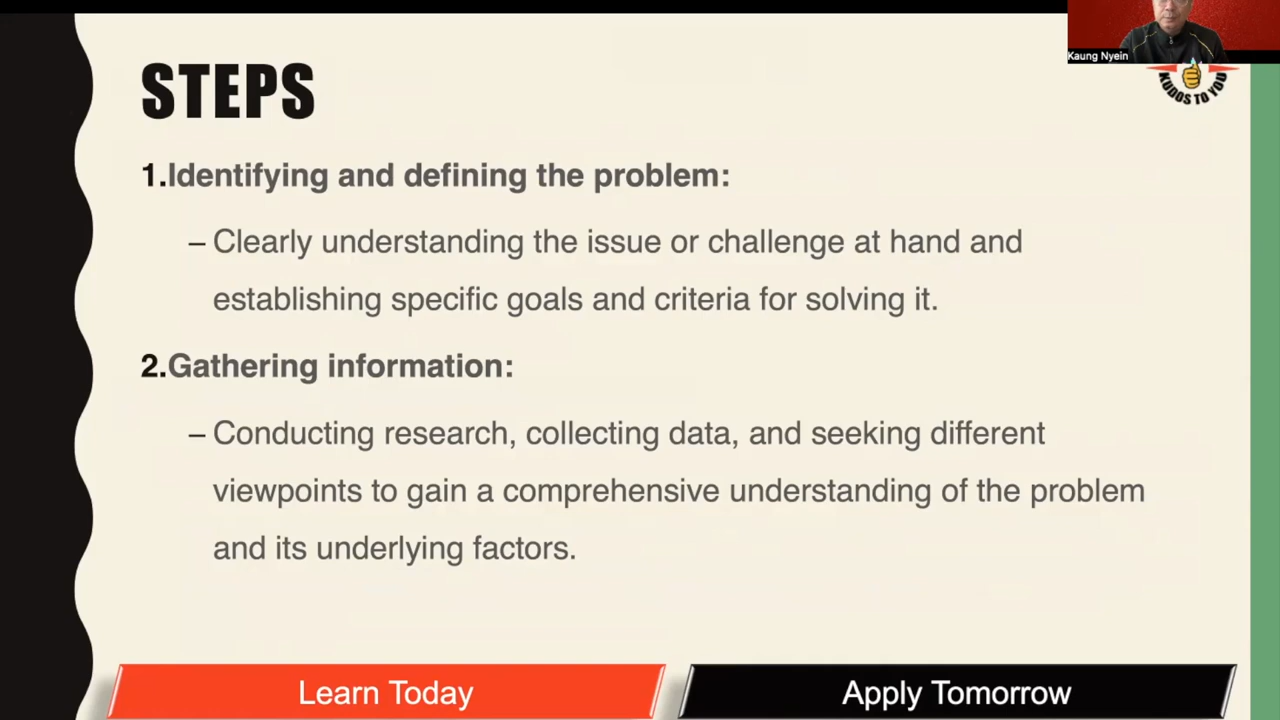 Kaung Nyein
KUDOS TO YOU
STEPS
1.Identifying and defining the problem:
– Clearly understanding the issue or challenge at hand and
establishing specific goals and criteria for solving it.
2.Gathering information:
– Conducting research, collecting data, and seeking different
viewpoints to gain a comprehensive understanding of the problem
and its underlying factors.
Learn Today
Apply Tomorrow